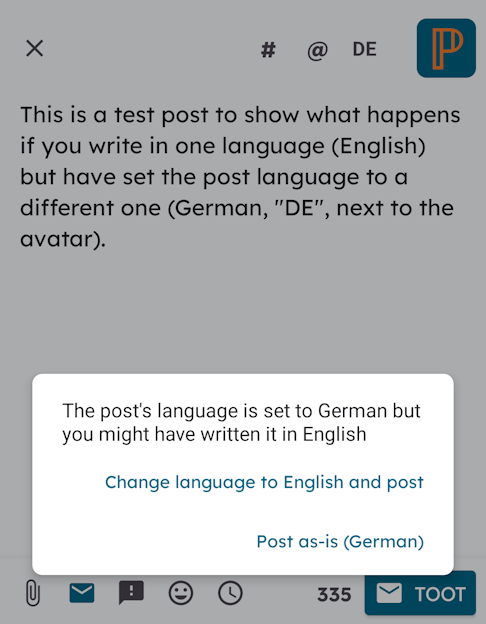 # @ DE
This is a test post to show what happens
if you write in one language (English)
but have set the post language to a
different one (German, "DE", next to the
avatar).
The post's language is set to German but
you might have written it in English
Change language to English and post
Post as-is (German)
335 TOOT